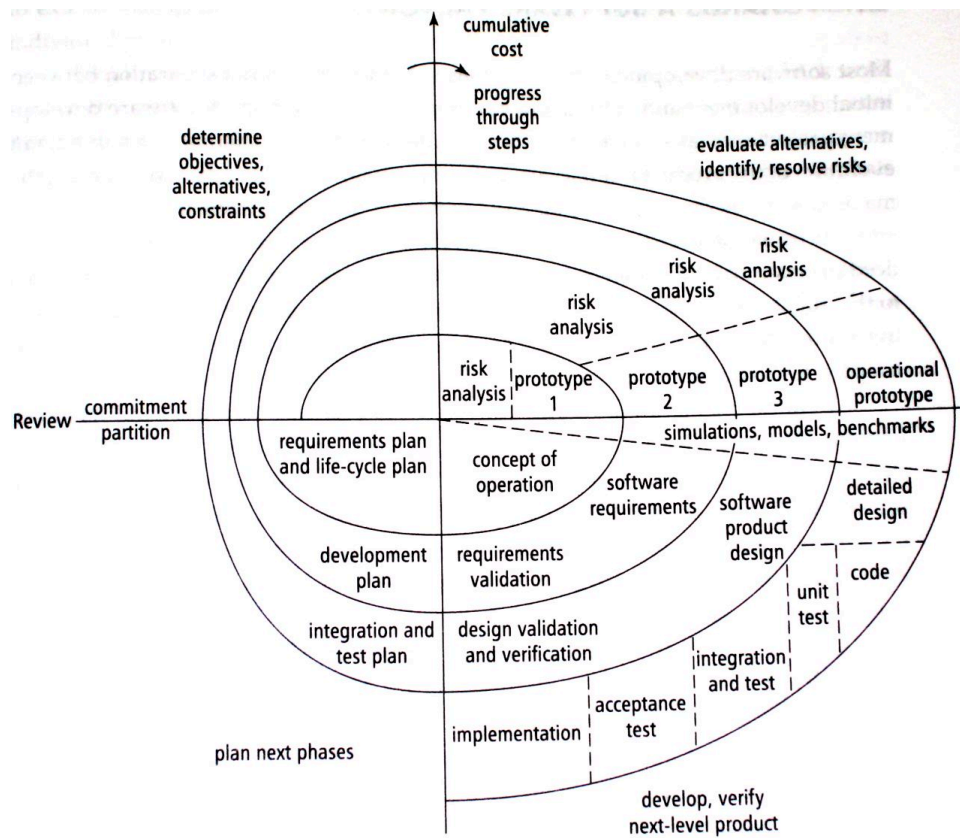 cumulative
cost
progress
through
steps
determine
objectives,
alternatives,
constraints
evaluate alternatives,
identify, resolve risks
risk
analysis
risk
analysis
risk
analysis
risk
analysis
prototype
1
prototype
2
prototype
3
operational
prototype
Review
commitment
partition
simulations, models, benchmarks
requirements plan
and life-cycle plan
concept of
operation
software
requirements
software
product
design
detailed
design
development
plan
requirements
validation
code
unit
test
integration and
test plan
design validation
and verification
integration
and test
acceptance
test
implementation
plan next phases
develop, verify
next-level product